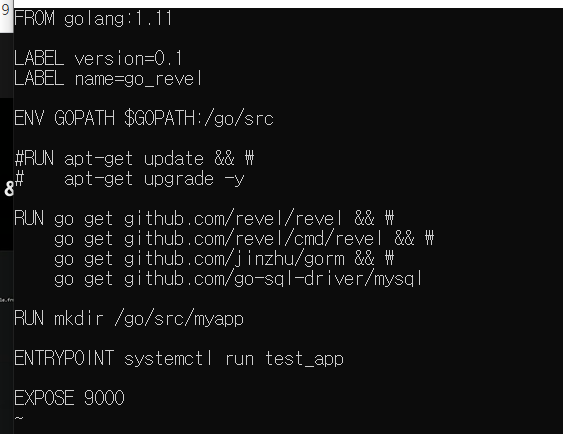 9
FROM golang:1.11
LABEL version=0.1
LABEL name=go_revel
ENV GOPATH $GOPATH:/go/src
#RUN apt-get update && ₩
#    apt-get upgrade -y
RUN go get github.com/revel/revel && ₩
    go get github.com/revel/cmd/revel && ₩
    go get github.com/jinzhu/gorm && ₩
    go get github.com/go-sql-driver/mysql
RUN mkdir /go/src/myapp
ENTRYPOINT systemctl run test_app
EXPOSE 9000
~
&